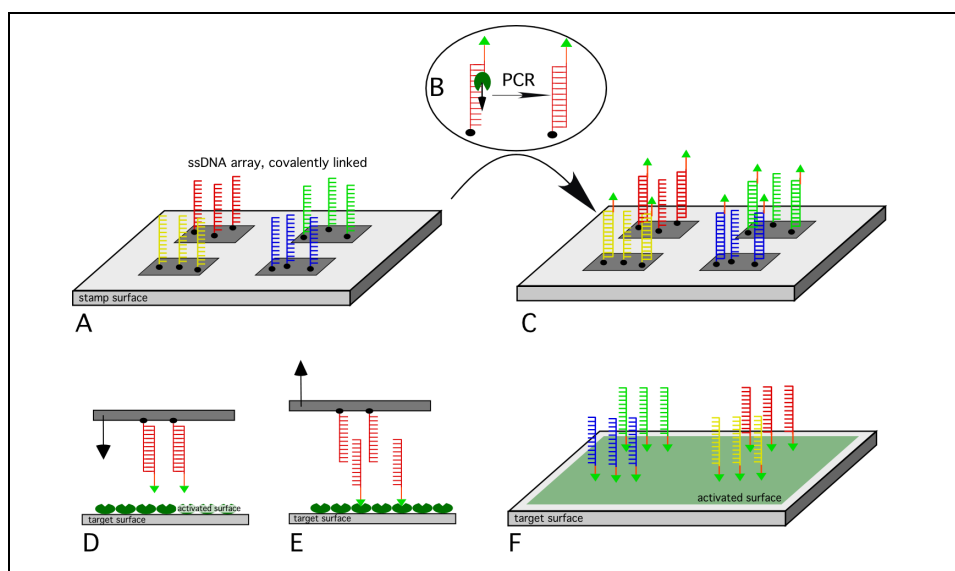 B
PCR
ssDNA array, covalently linked
stamp surface
A
C
activated surface
target surface
D
target surface
E
activated surface
target surface
F